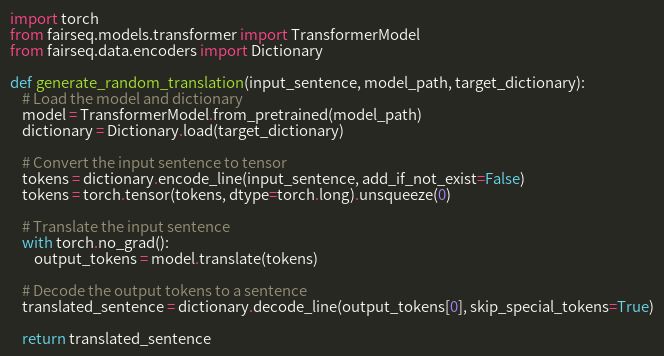 import torch
from fairseq.models.transformer import TransformerModel
from fairseq.data.encoders import Dictionary

def generate_random_translation(input_sentence, model_path, target_dictionary):
    # Load the model and dictionary
    model = TransformerModel.from_pretrained(model_path)
    dictionary = Dictionary.load(target_dictionary)

    # Convert the input sentence to tensor
    tokens = dictionary.encode_line(input_sentence, add_if_not_exist=False)
    tokens = torch.tensor(tokens, dtype=torch.long).unsqueeze(0)

    # Translate the input sentence
    with torch.no_grad():
        output_tokens = model.translate(tokens)

    # Decode the output tokens to a sentence
    translated_sentence = dictionary.decode_line(output_tokens[0], skip_special_tokens=True)

    return translated_sentence